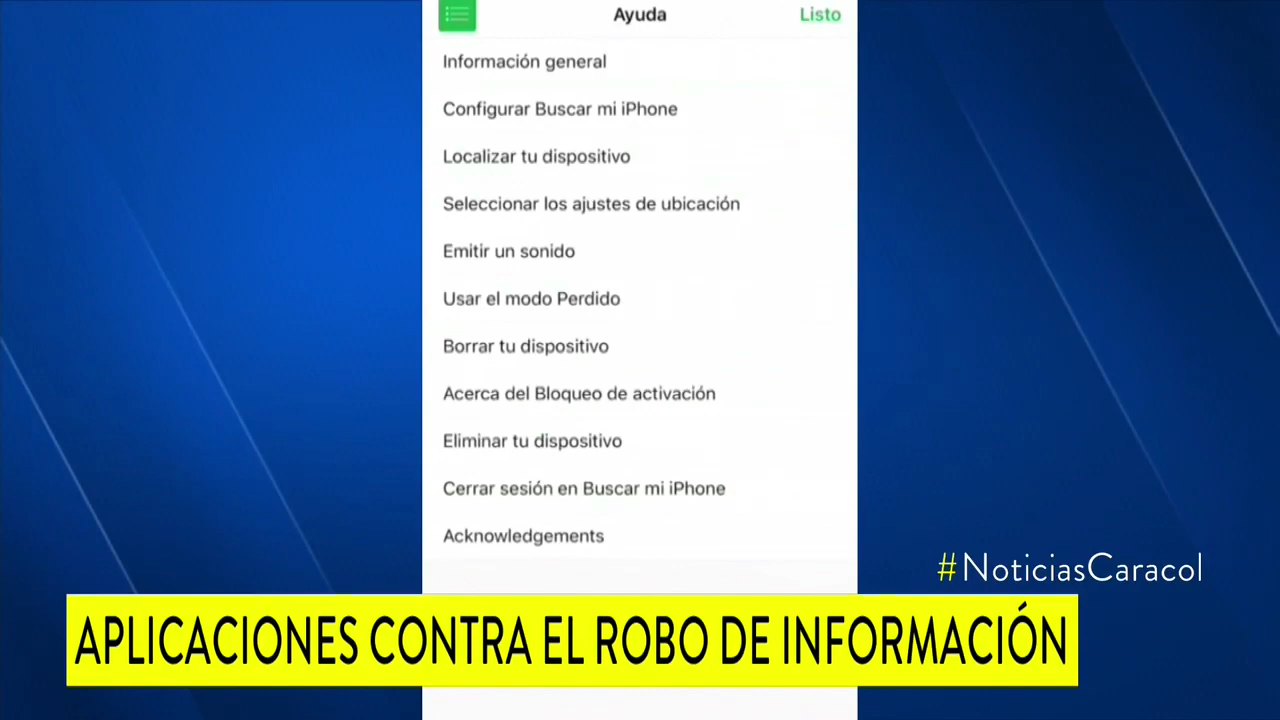 Ayuda
Listo
Información general
Configurar Buscar mi iPhone
Localizar tu dispositivo
Seleccionar los ajustes de ubicación
Emitir un sonido
Usar el modo Perdido
Borrar tu dispositivo
Acerca del Bloqueo de activación
Eliminar tu dispositivo
Cerrar sesión en Buscar mi iPhone
Acknowledgements
#NoticiasCaracol
APLICACIONES CONTRA EL ROBO DE INFORMACIÓN